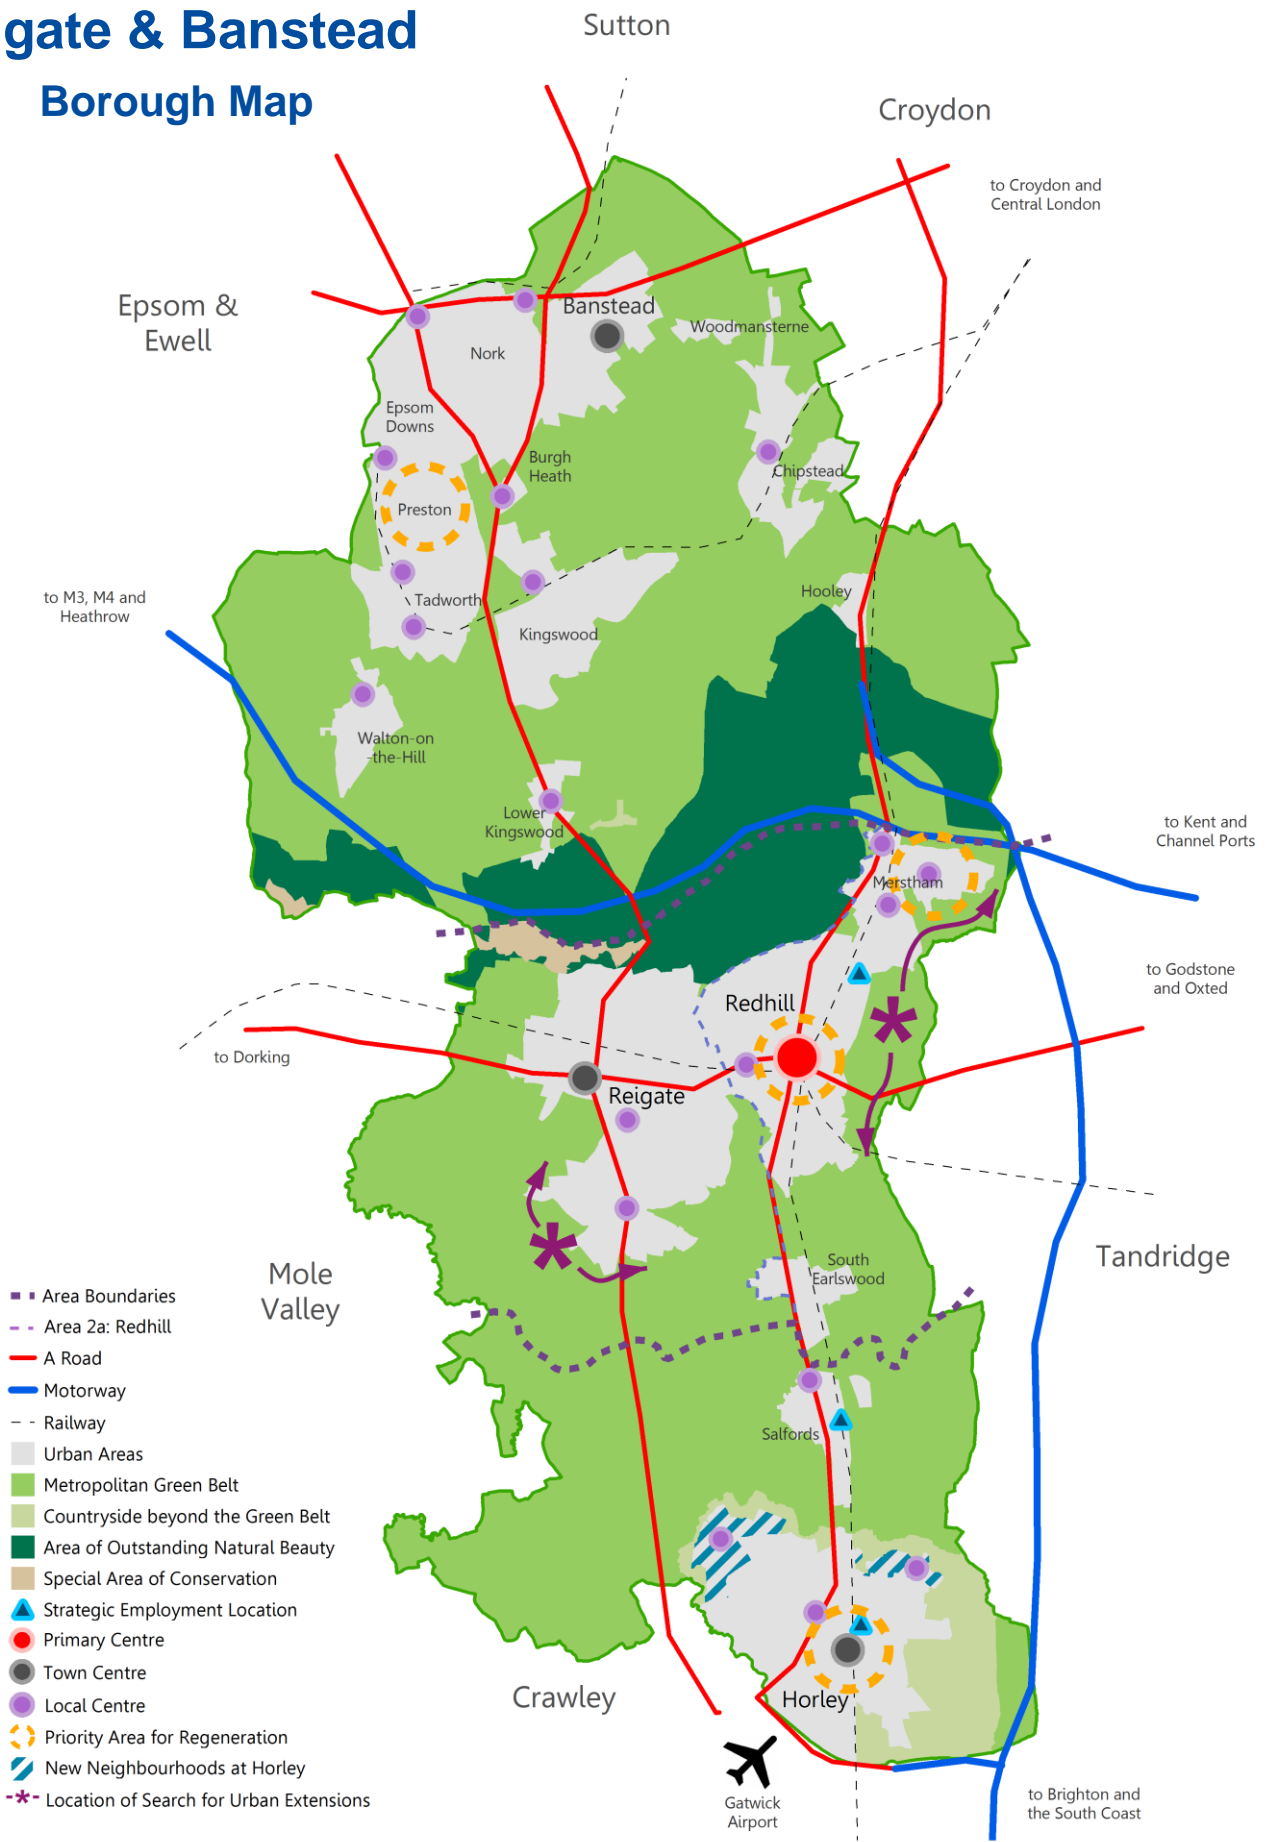 gate & Banstead
Borough Map
Sutton
Croydon
to Croydon and
Central London
Epsom &
Ewell
Banstead
Woodmansterne
Nork
Epsom
Downs
Burgh
Heath
Chipstead
Preston
to M3, M4 and
Heathrow
Hooley
Tadworth
Kingswood
Walton-on
-the-Hill
Lower
Kingswood
to Kent and
Channel Ports
Merstham
to Godstone
and Oxted
Redhill
to Dorking
Reigate
Tandridge
South
Earlswood
Mole
Valley
Salfords
Crawley
Horley
Gatwick
Airport
to Brighton and
the South Coast
Area Boundaries
Area 2a: Redhill
A Road
Motorway
Railway
Urban Areas
Metropolitan Green Belt
Countryside beyond the Green Belt
Area of Outstanding Natural Beauty
Special Area of Conservation
Strategic Employment Location
Primary Centre
Town Centre
Local Centre
Priority Area for Regeneration
New Neighbourhoods at Horley
Location of Search for Urban Extensions